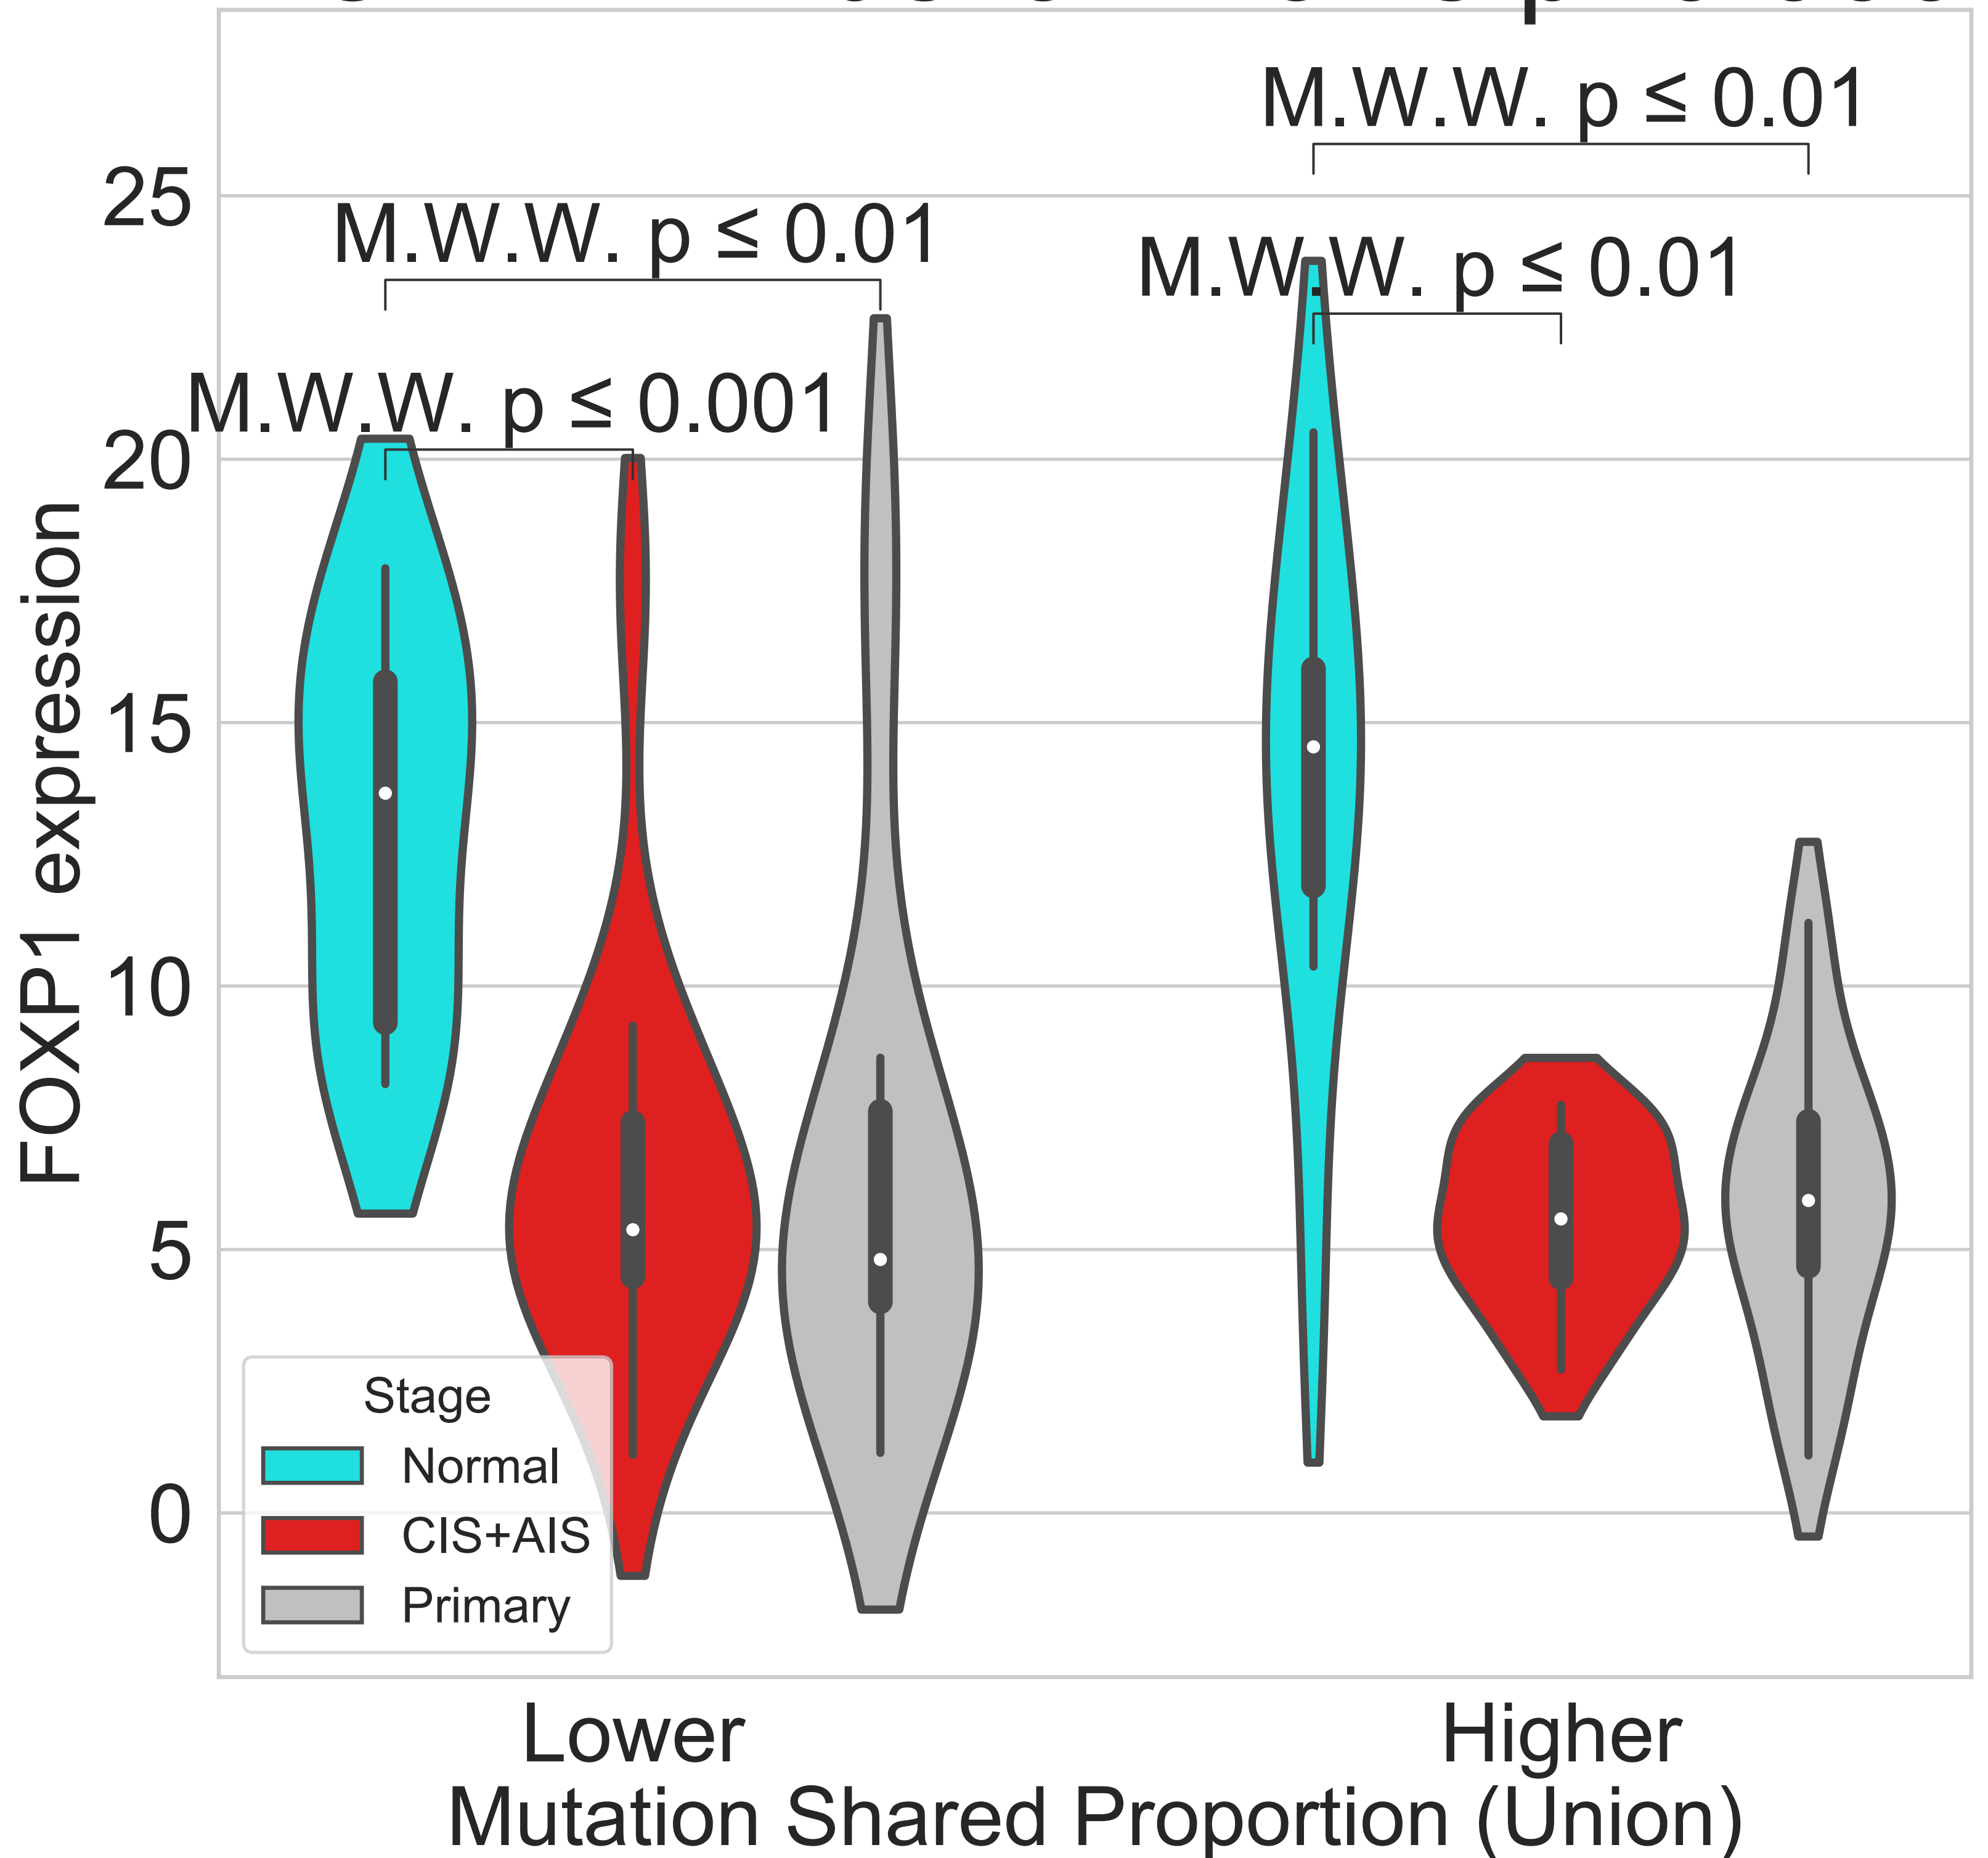 M.W.W. p ≤ 0.01
25
M.W.W. p ≤ 0.01
M.W.W. p ≤ 0.01
M.W.W. p ≤ 0.001
20
15
10
5
0
FOXP1 expression
Stage
Normal
CIS+AIS
Primary
Lower
Higher
Mutation Shared Proportion (Union)